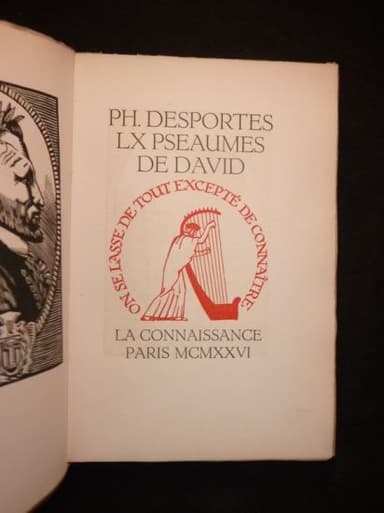 PH. DESPORTES
LX PSEAUMES
DE DAVID
ON SE LASSE DE TOUT EXCEPTÉ DE CONNAÎTRE
LA CONNAISSANCE
PARIS MCMXXVI